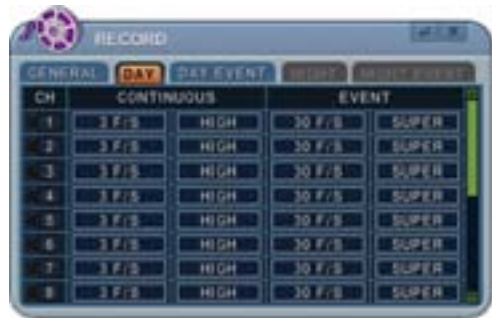 RECORD
GENERAL DAY DAY EVENT NIGHT NIGHT EVENT
CH CONTINUOUS EVENT
1 3 F/S HIGH 30 F/S SUPER
2 3 F/S HIGH 30 F/S SUPER
3 3 F/S HIGH 30 F/S SUPER
4 3 F/S HIGH 30 F/S SUPER
5 3 F/S HIGH 30 F/S SUPER
6 3 F/S HIGH 30 F/S SUPER
7 3 F/S HIGH 30 F/S SUPER
8 3 F/S HIGH 30 F/S SUPER